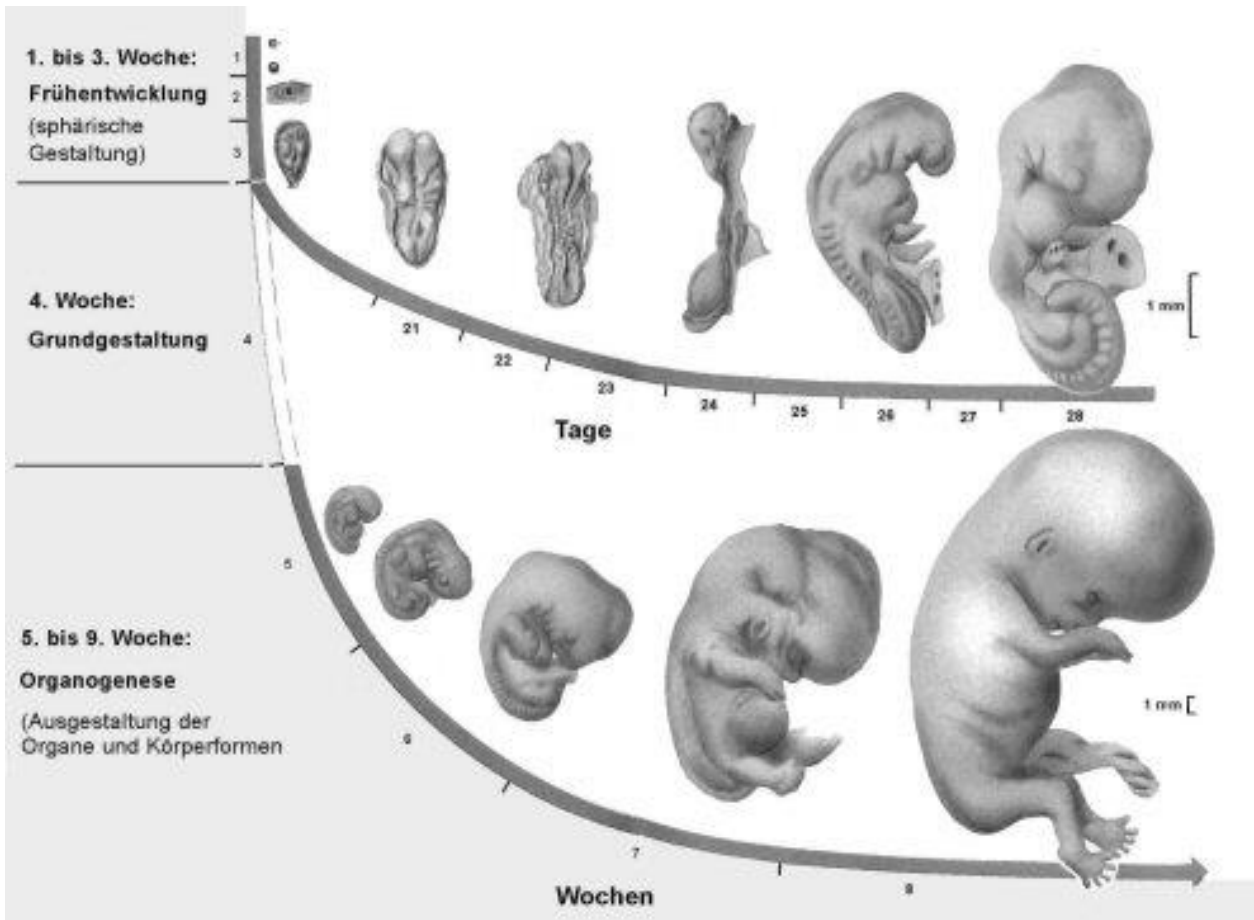 1. bis 3. Woche:
Frühentwicklung
(sphärische
Gestaltung)
1
2
3
4. Woche:
Grundgestaltung
4
21
22
23
24
25
26
27
28
Tage
1 mm
5. bis 9. Woche:
Organogenese
(Ausgestaltung der
Organe und Körperformen
5
6
7
8
Wochen
1 mm